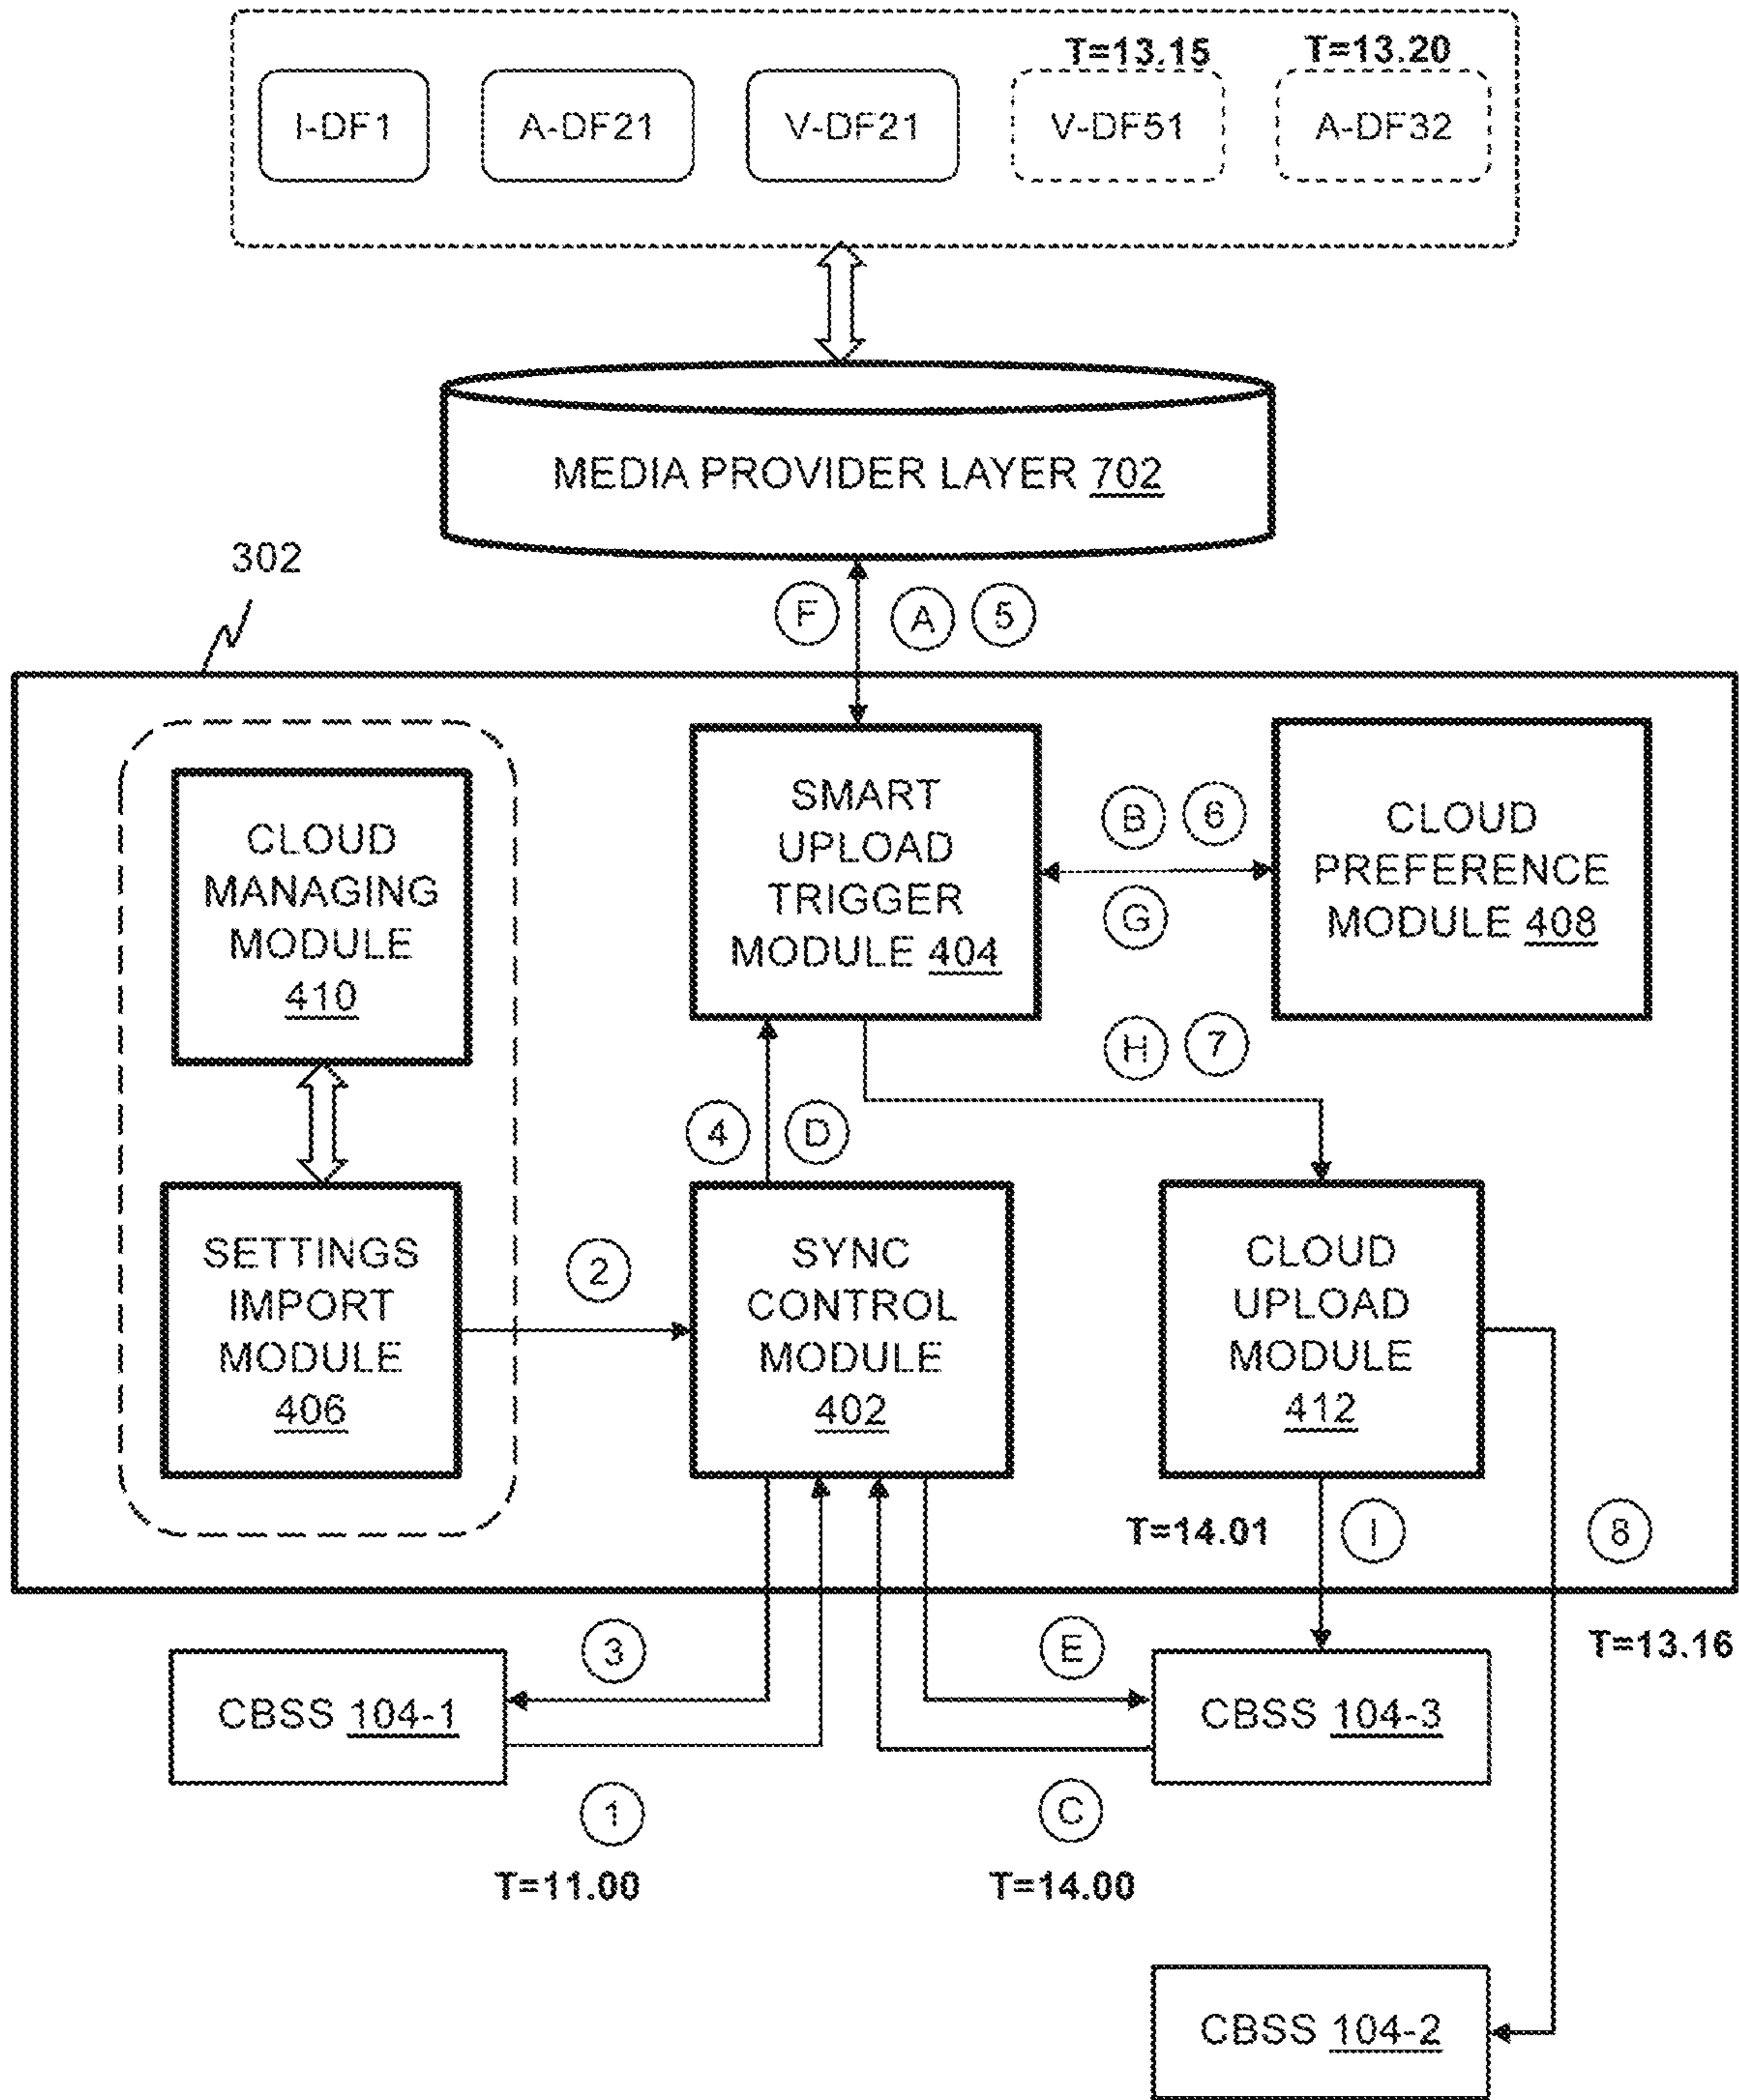 T=13.15
T=13.20
I-DF1
A-DF21
V-DF21
V-DF51
A-DF32
MEDIA PROVIDER LAYER 702
302
F
A
5
CLOUD
MANAGING
MODULE
410
SMART
UPLOAD
TRIGGER
MODULE 404
B
6
G
CLOUD
PREFERENCE
MODULE 408
H
7
4
D
SETTINGS
IMPORT
MODULE
406
2
SYNC
CONTROL
MODULE
402
CLOUD
UPLOAD
MODULE
412
T=14.01
I
8
T=13.16
3
E
CBSS 104-1
CBSS 104-3
1
C
T=11.00
T=14.00
CBSS 104-2